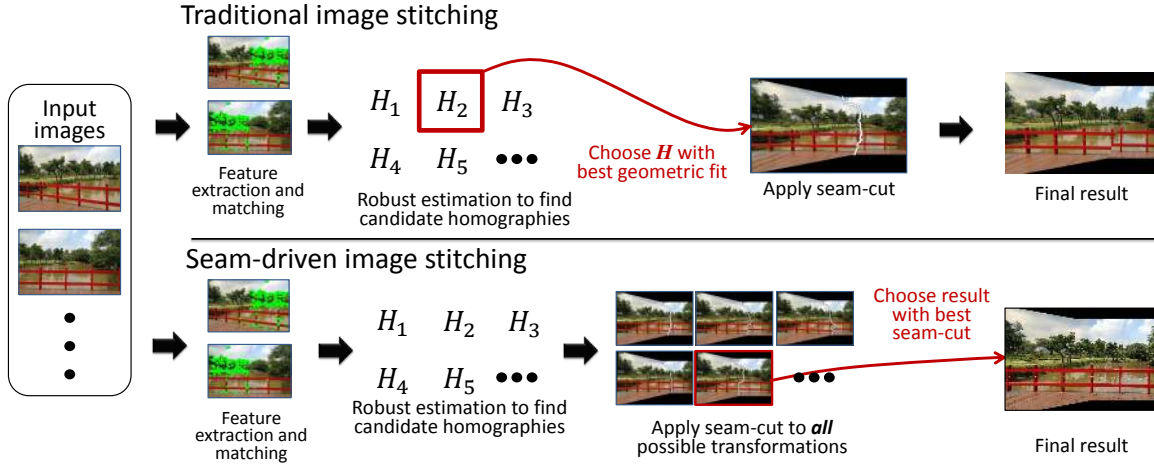 Traditional image stitching
Input
images
Feature
extraction and
matching
H1 H2 H3
H4 H5 •••
Robust estimation to find
candidate homographies
Choose H with
best geometric fit
Apply seam-cut
Final result
Seam-driven image stitching
Feature
extraction and
matching
H1 H2 H3
H4 H5 •••
Robust estimation to find
candidate homographies
Apply seam-cut to all
possible transformations
Choose result
with best
seam-cut
Final result